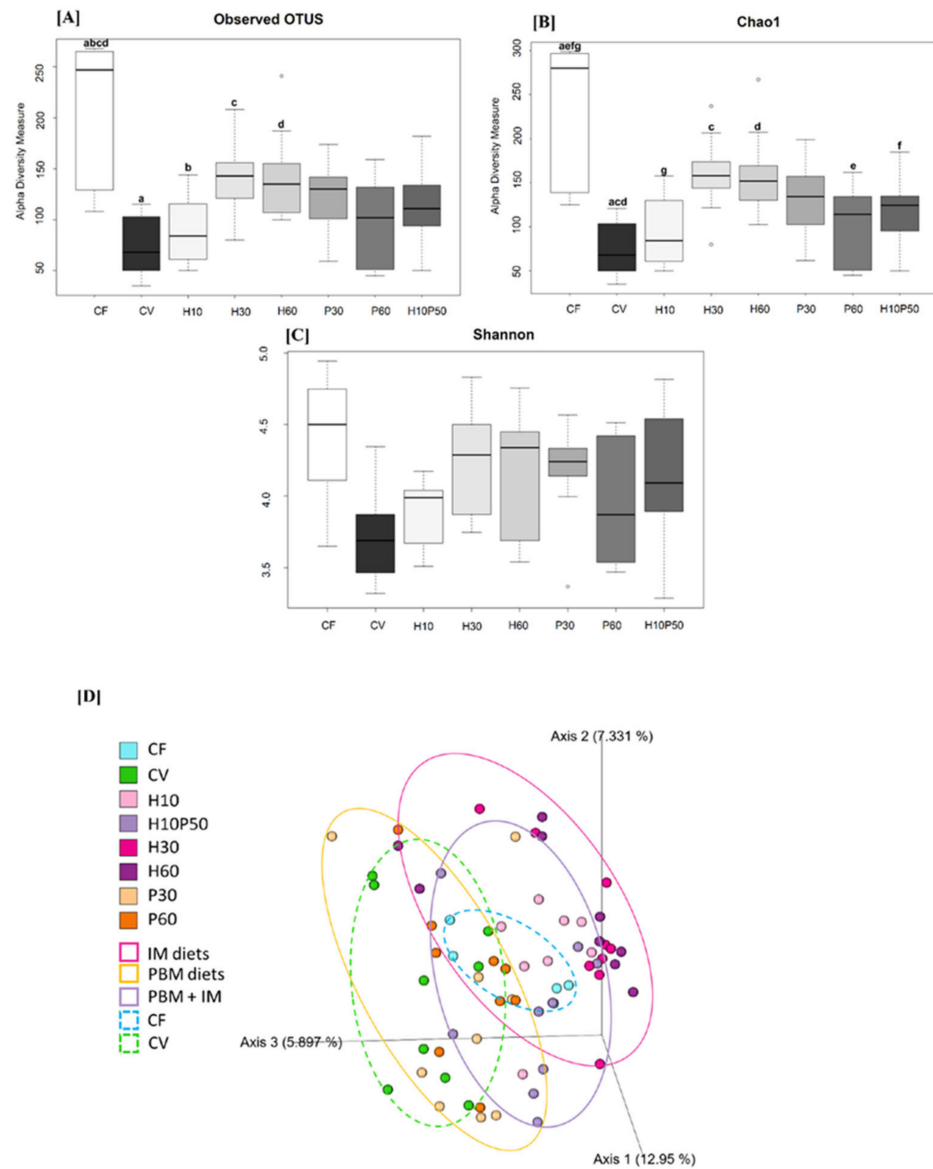 [A]
Observed OTUS
Alpha Diversity Measure
250
200
150
100
50
abcd
a
b
c
d
CF CV H10 H30 H60 P30 P60 H10P50
[B]
Chao1
Alpha Diversity Measure
300
250
200
150
100
50
aefg
acd
g
c
d
e
f
CF CV H10 H30 H60 P30 P60 H10P50
[C]
Shannon
5.0
4.5
4.0
3.5
CF CV H10 H30 H60 P30 P60 H10P50
[D]
CF
CV
H10
H10P50
H30
H60
P30
P60
IM diets
PBM diets
PBM + IM
CF
CV
Axis 2 (7.331 %)
Axis 3 (5.897 %)
Axis 1 (12.95 %)